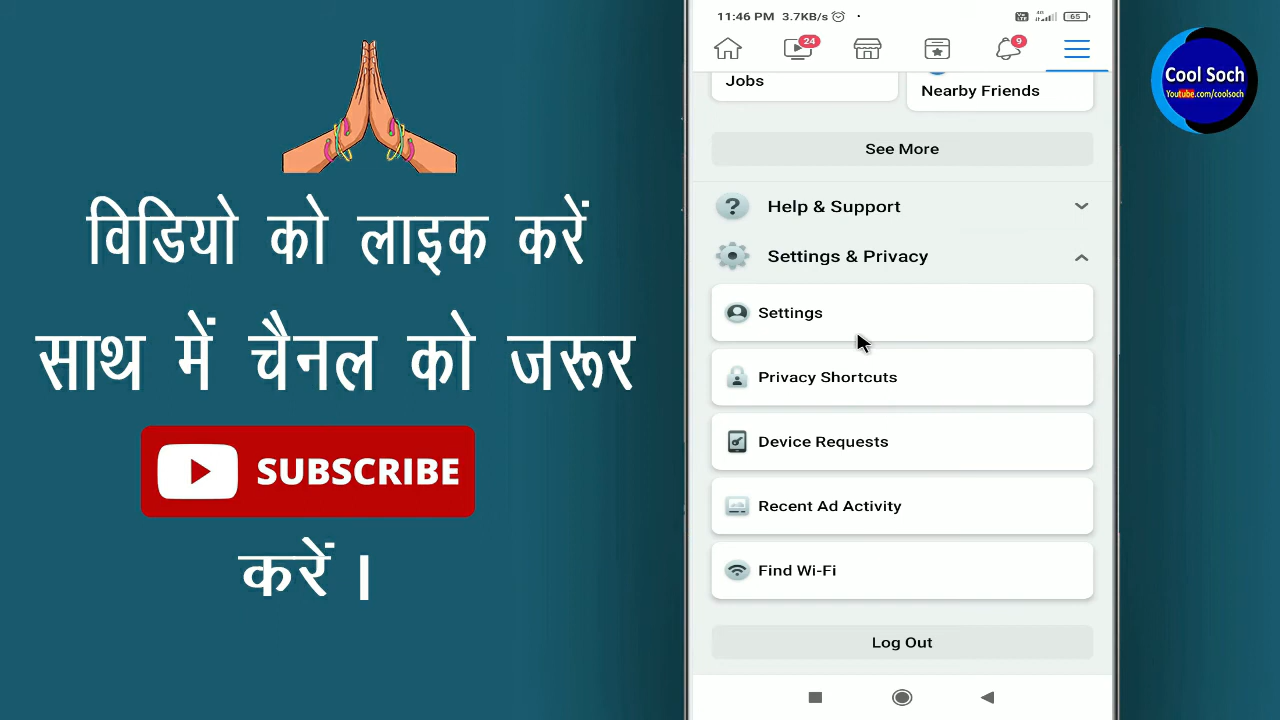 विडियो को लाइक करें
साथ में चैनल को जरूर
SUBSCRIBE
करें।
11:46 PM 3.7KB/s
4G
65
24
9
Jobs
Nearby Friends
See More
Help & Support
Settings & Privacy
Settings
Privacy Shortcuts
Device Requests
Recent Ad Activity
Find Wi-Fi
Log Out
Cool Soch
Youtube.com/coolsoch